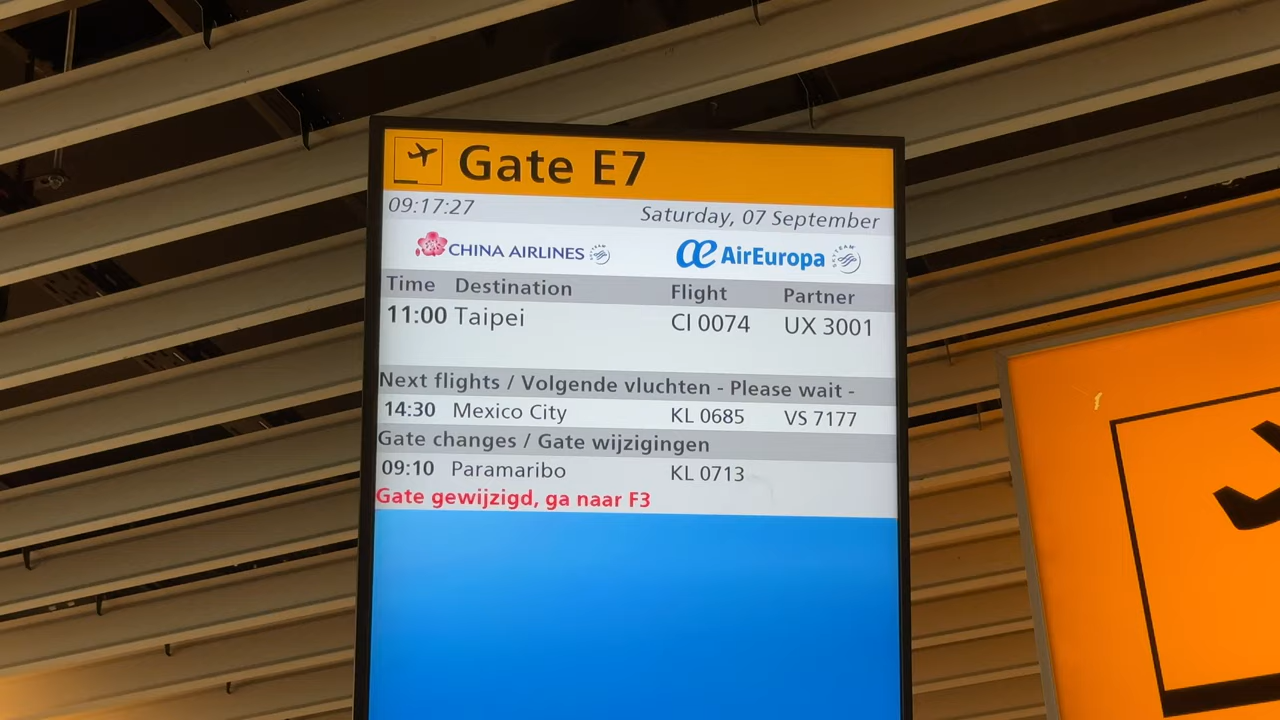 Gate E7
09:17:27 Saturday, 07 September
CHINA AIRLINES AirEuropa
Time Destination Flight Partner
11:00 Taipei CI 0074 UX 3001
Next flights / Volgende vluchten - Please wait -
14:30 Mexico City KL 0685 VS 7177
Gate changes / Gate wijzigingen
09:10 Paramaribo KL 0713
Gate gewijzigd, ga naar F3